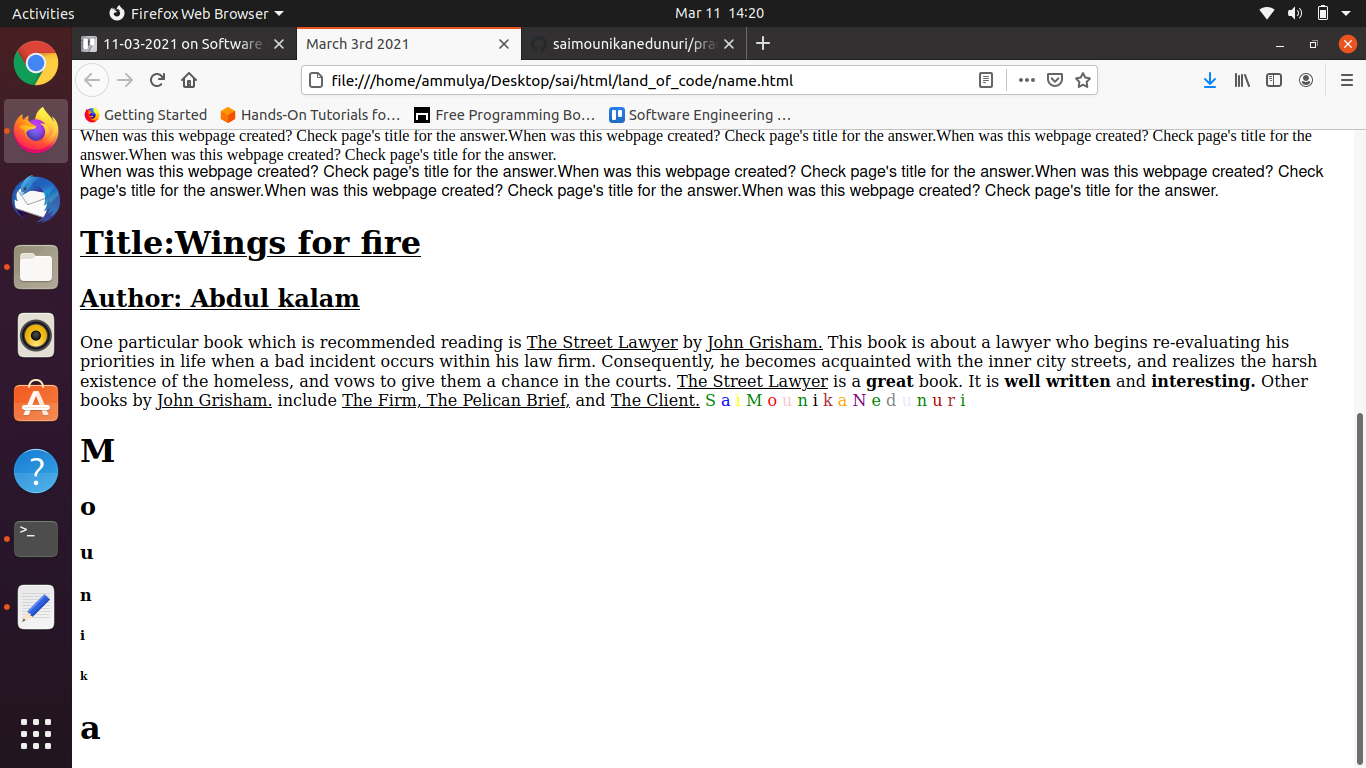 Activities Firefox Web Browser Mar 11 14:20
11-03-2021 on Software March 3rd 2021 saimounikanedunuri/pra
file:///home/ammulya/Desktop/sai/html/land_of_code/name.html
Getting Started Hands-On Tutorials fo… Free Programming Bo… Software Engineering …
When was this webpage created? Check page's title for the answer.When was this webpage created? Check page's title for the answer.When was this webpage created? Check page's title for the
answer.When was this webpage created? Check page's title for the answer.
When was this webpage created? Check page's title for the answer.When was this webpage created? Check page's title for the answer.When was this webpage created? Check
page's title for the answer.When was this webpage created? Check page's title for the answer.When was this webpage created? Check page's title for the answer.
Title:Wings for fire
Author: Abdul kalam
One particular book which is recommended reading is The Street Lawyer by John Grisham. This book is about a lawyer who begins re-evaluating his
priorities in life when a bad incident occurs within his law firm. Consequently, he becomes acquainted with the inner city streets, and realizes the harsh
existence of the homeless, and vows to give them a chance in the courts. The Street Lawyer is a great book. It is well written and interesting. Other
books by John Grisham. include The Firm, The Pelican Brief, and The Client. S a i M o u n i k a N e d u n u r i
M
o
u
n
i
k
a